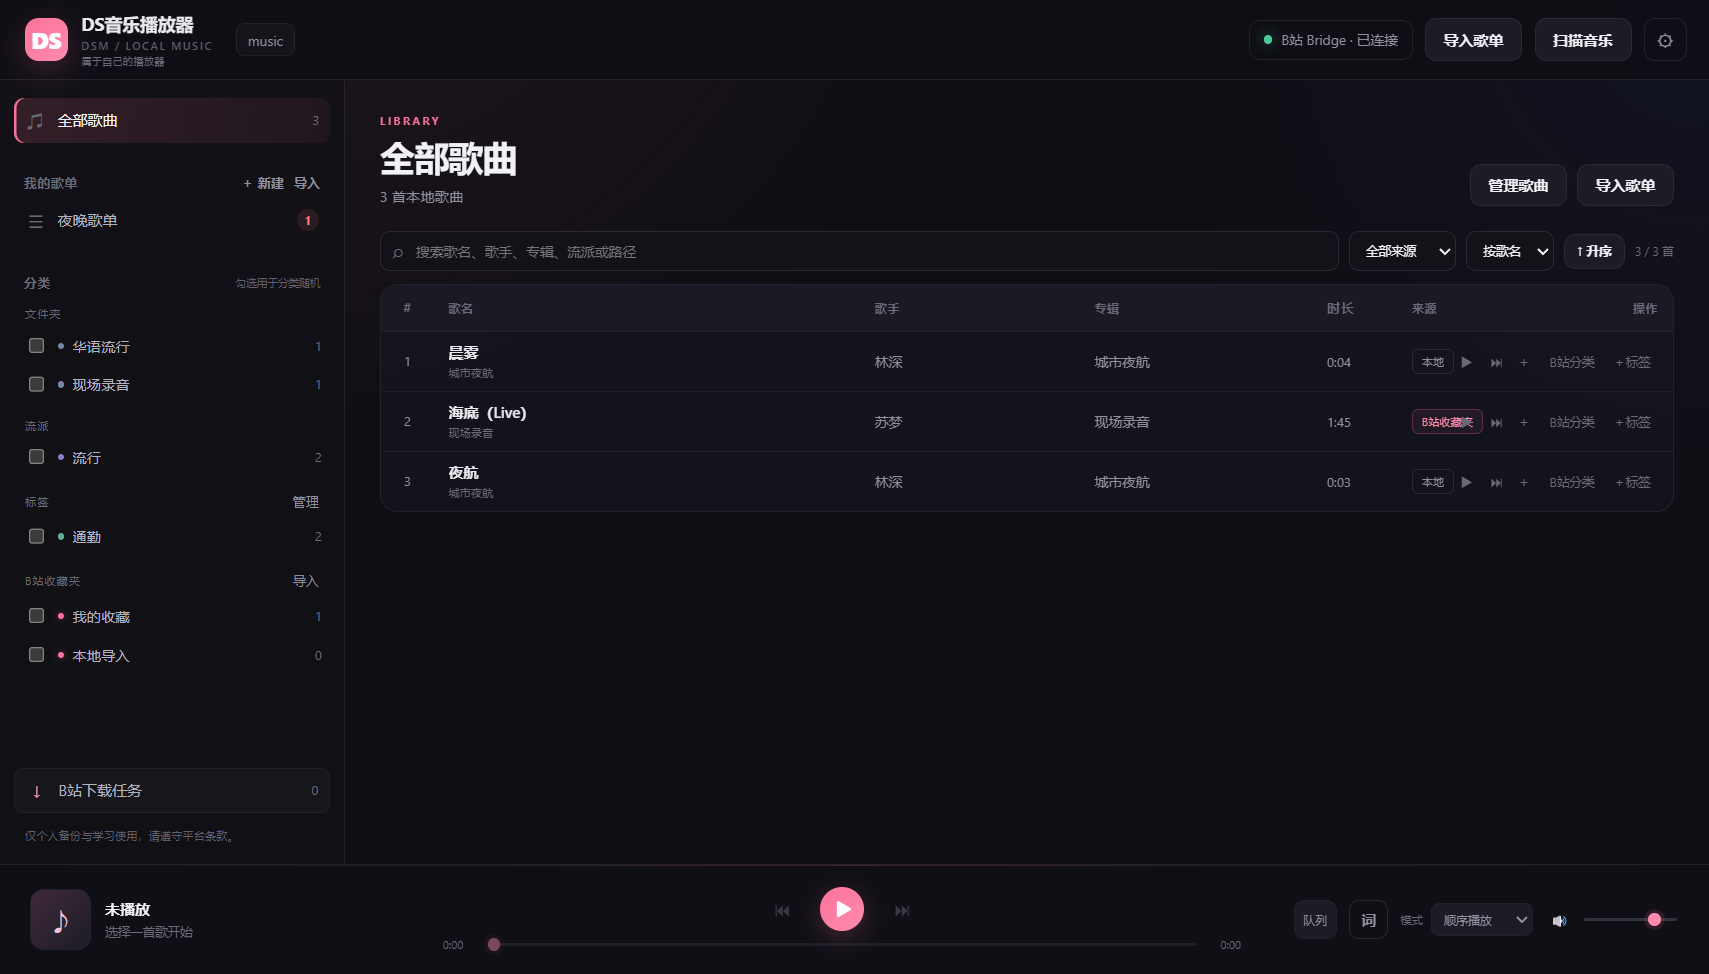 DS
DS音乐播放器
DSM / LOCAL MUSIC
属于自己的播放器
music
B站 Bridge · 已连接
导入歌单
扫描音乐
全部歌曲 3
我的歌单 + 新建 导入
夜晚歌单 1
分类 勾选用于分类随机
文件夹
华语流行 1
现场录音 1
流派
流行 2
标签 管理
通勤 2
B站收藏夹 导入
我的收藏 1
本地导入 0
B站下载任务 0
仅个人备份与学习使用，请遵守平台条款。
LIBRARY
全部歌曲
3 首本地歌曲
管理歌曲
导入歌单
搜索歌名、歌手、专辑、流派或路径
全部来源
按歌名
↑ 升序
3 / 3 首
# 歌名 歌手 专辑 时长 来源 操作
1 晨雾 林深 城市夜航 0:04 本地 + B站分类 +标签
城市夜航
2 海底（Live） 苏梦 现场录音 1:45 B站收藏夹 + B站分类 +标签
现场录音
3 夜航 林深 城市夜航 0:03 本地 + B站分类 +标签
城市夜航
未播放
选择一首歌开始
0:00
0:00
队列
词
模式
顺序播放